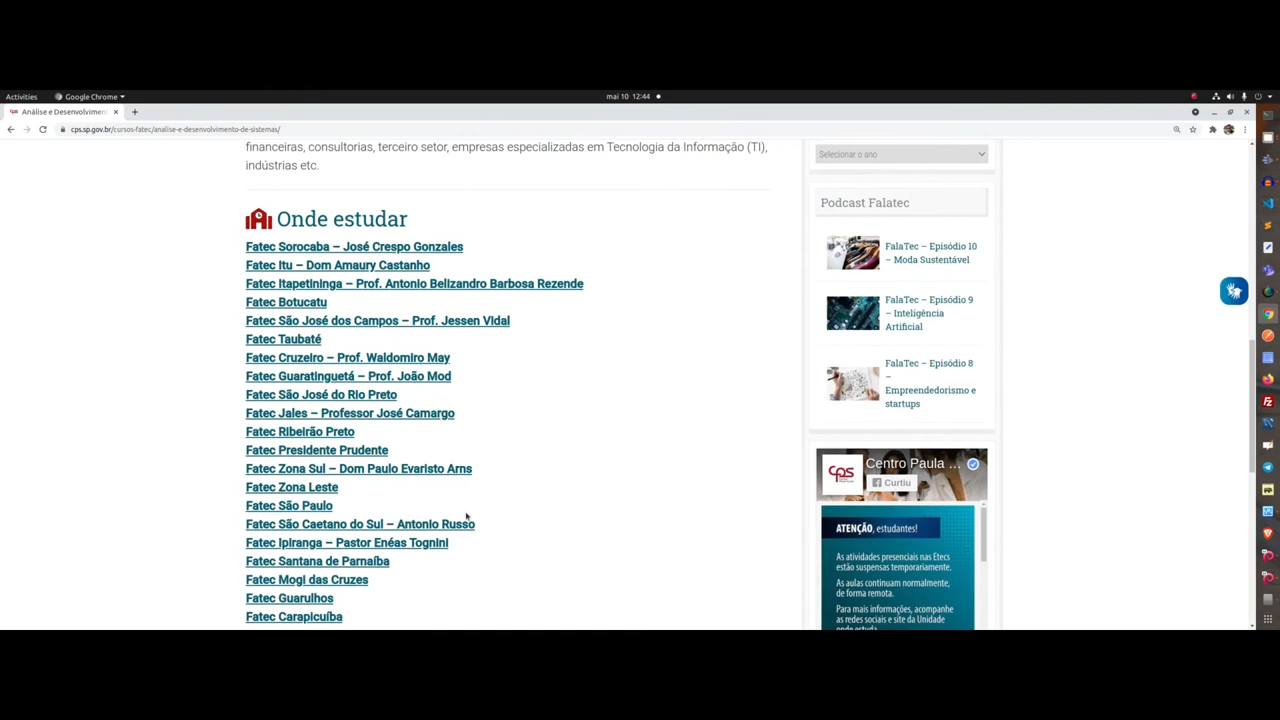 Activities
Google Chrome
mai 10 12:44
Análise e Desenvolvimen
cps.sp.gov.br/cursos-fatec/analise-e-desenvolvimento-de-sistemas/
financeiras, consultorias, terceiro setor, empresas especializadas em Tecnologia da Informação (TI),
indústrias etc.
Onde estudar
Fatec Sorocaba – José Crespo Gonzales
Fatec Itu – Dom Amaury Castanho
Fatec Itapetininga – Prof. Antonio Belizandro Barbosa Rezende
Fatec Botucatu
Fatec São José dos Campos – Prof. Jessen Vidal
Fatec Taubaté
Fatec Cruzeiro – Prof. Waldomiro May
Fatec Guaratinguetá – Prof. João Mod
Fatec São José do Rio Preto
Fatec Jales – Professor José Camargo
Fatec Ribeirão Preto
Fatec Presidente Prudente
Fatec Zona Sul – Dom Paulo Evaristo Arns
Fatec Zona Leste
Fatec São Paulo
Fatec São Caetano do Sul – Antonio Russo
Fatec Ipiranga – Pastor Enéas Tognini
Fatec Santana de Parnaíba
Fatec Mogi das Cruzes
Fatec Guarulhos
Fatec Carapicuíba
Selecionar o ano
Podcast Falatec
FalaTec – Episódio 10
– Moda Sustentável
FalaTec – Episódio 9
– Inteligência
Artificial
FalaTec – Episódio 8
–
Empreendedorismo e
startups
cps
Centro Paula ...
Curtiu
ATENÇÃO, estudantes!
As atividades presenciais nas Etecs
estão suspensas temporariamente.
As aulas continuam normalmente,
de forma remota.
Para mais informações, acompanhe
as redes sociais e site da Unidade
onde estuda.